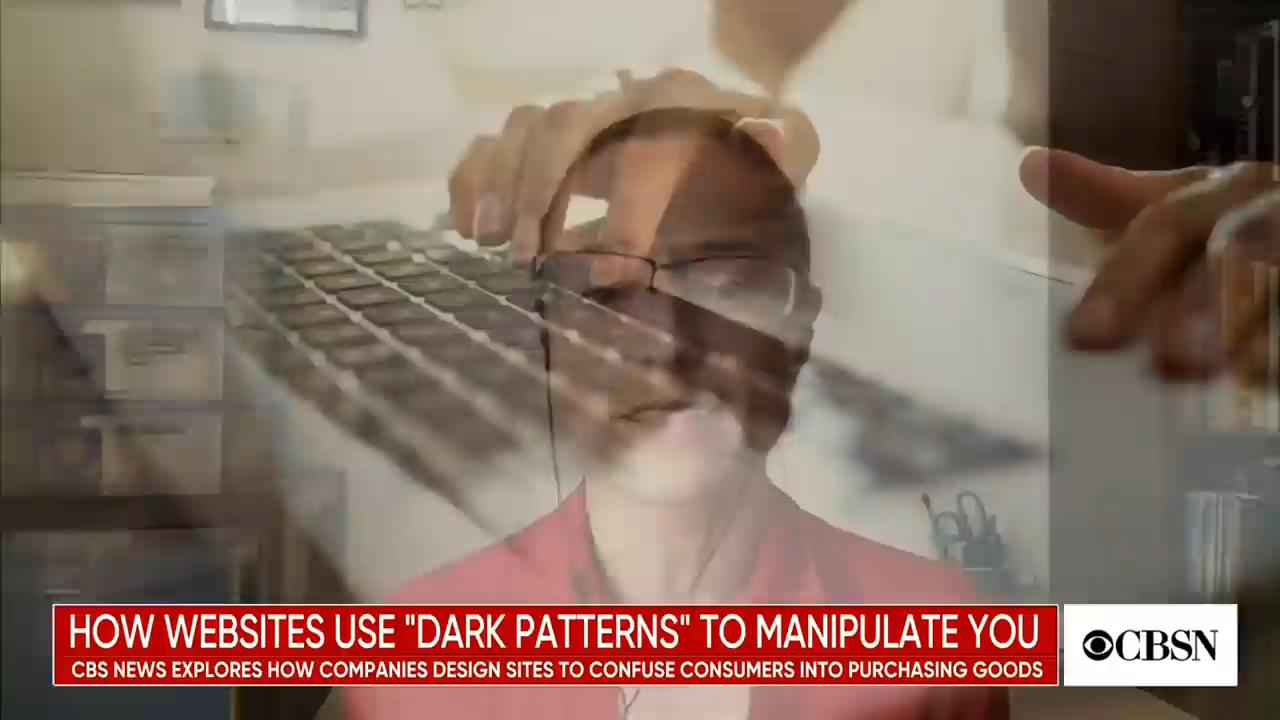 HOW WEBSITES USE "DARK PATTERNS" TO MANIPULATE YOU
CBS NEWS EXPLORES HOW COMPANIES DESIGN SITES TO CONFUSE CONSUMERS INTO PURCHASING GOODS
CBSN